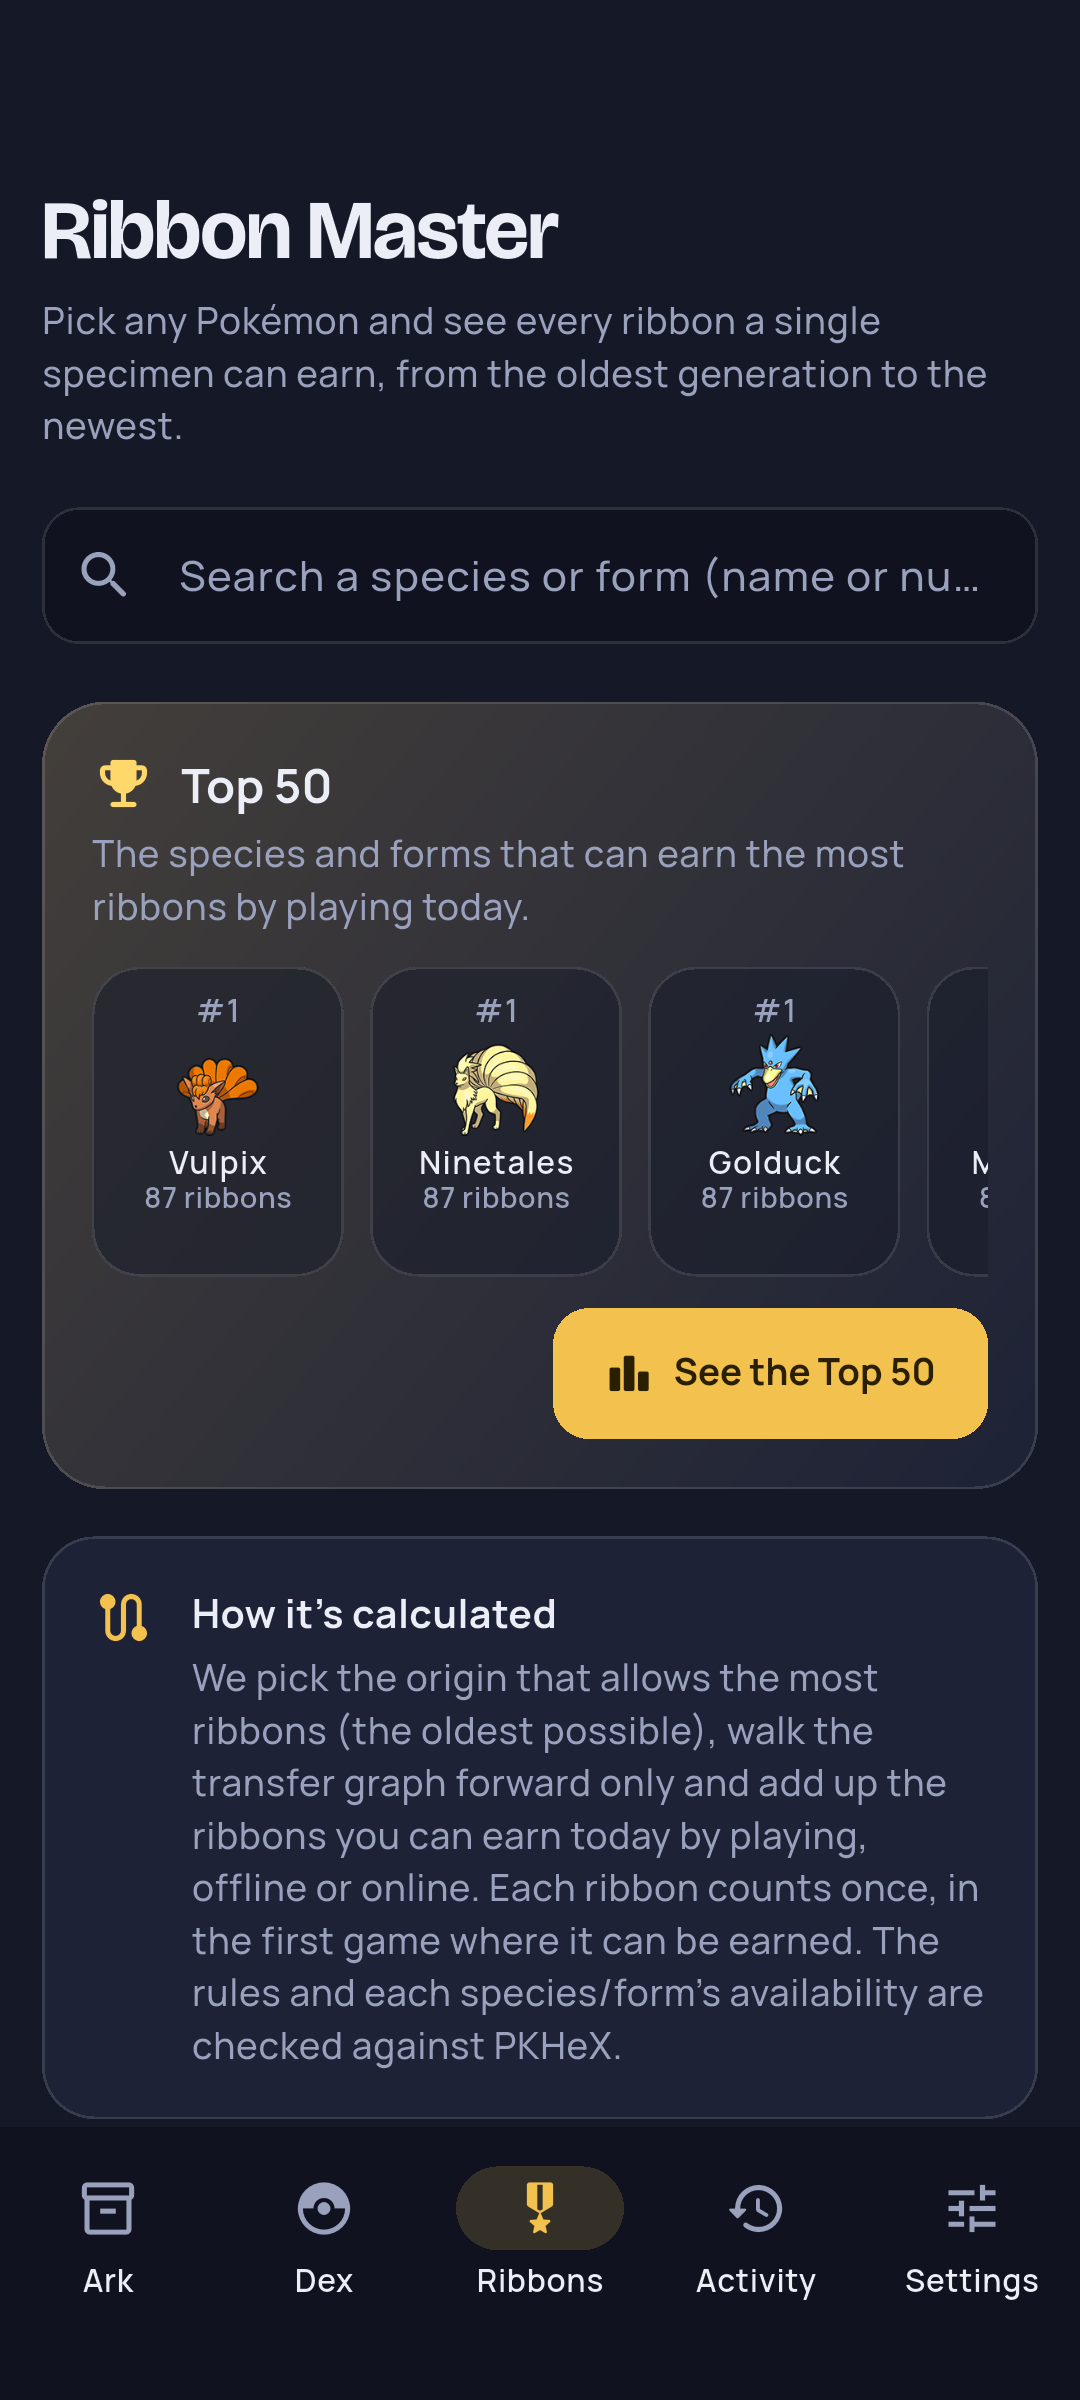 Ribbon Master
Pick any Pokémon and see every ribbon a single
specimen can earn, from the oldest generation to the
newest.
Search a species or form (name or nu…
Top 50
The species and forms that can earn the most
ribbons by playing today.
#1
Vulpix
87 ribbons
#1
Ninetales
87 ribbons
#1
Golduck
87 ribbons
See the Top 50
How it’s calculated
We pick the origin that allows the most
ribbons (the oldest possible), walk the
transfer graph forward only and add up the
ribbons you can earn today by playing,
offline or online. Each ribbon counts once, in
the first game where it can be earned. The
rules and each species/form’s availability are
checked against PKHeX.
Ark
Dex
Ribbons
Activity
Settings